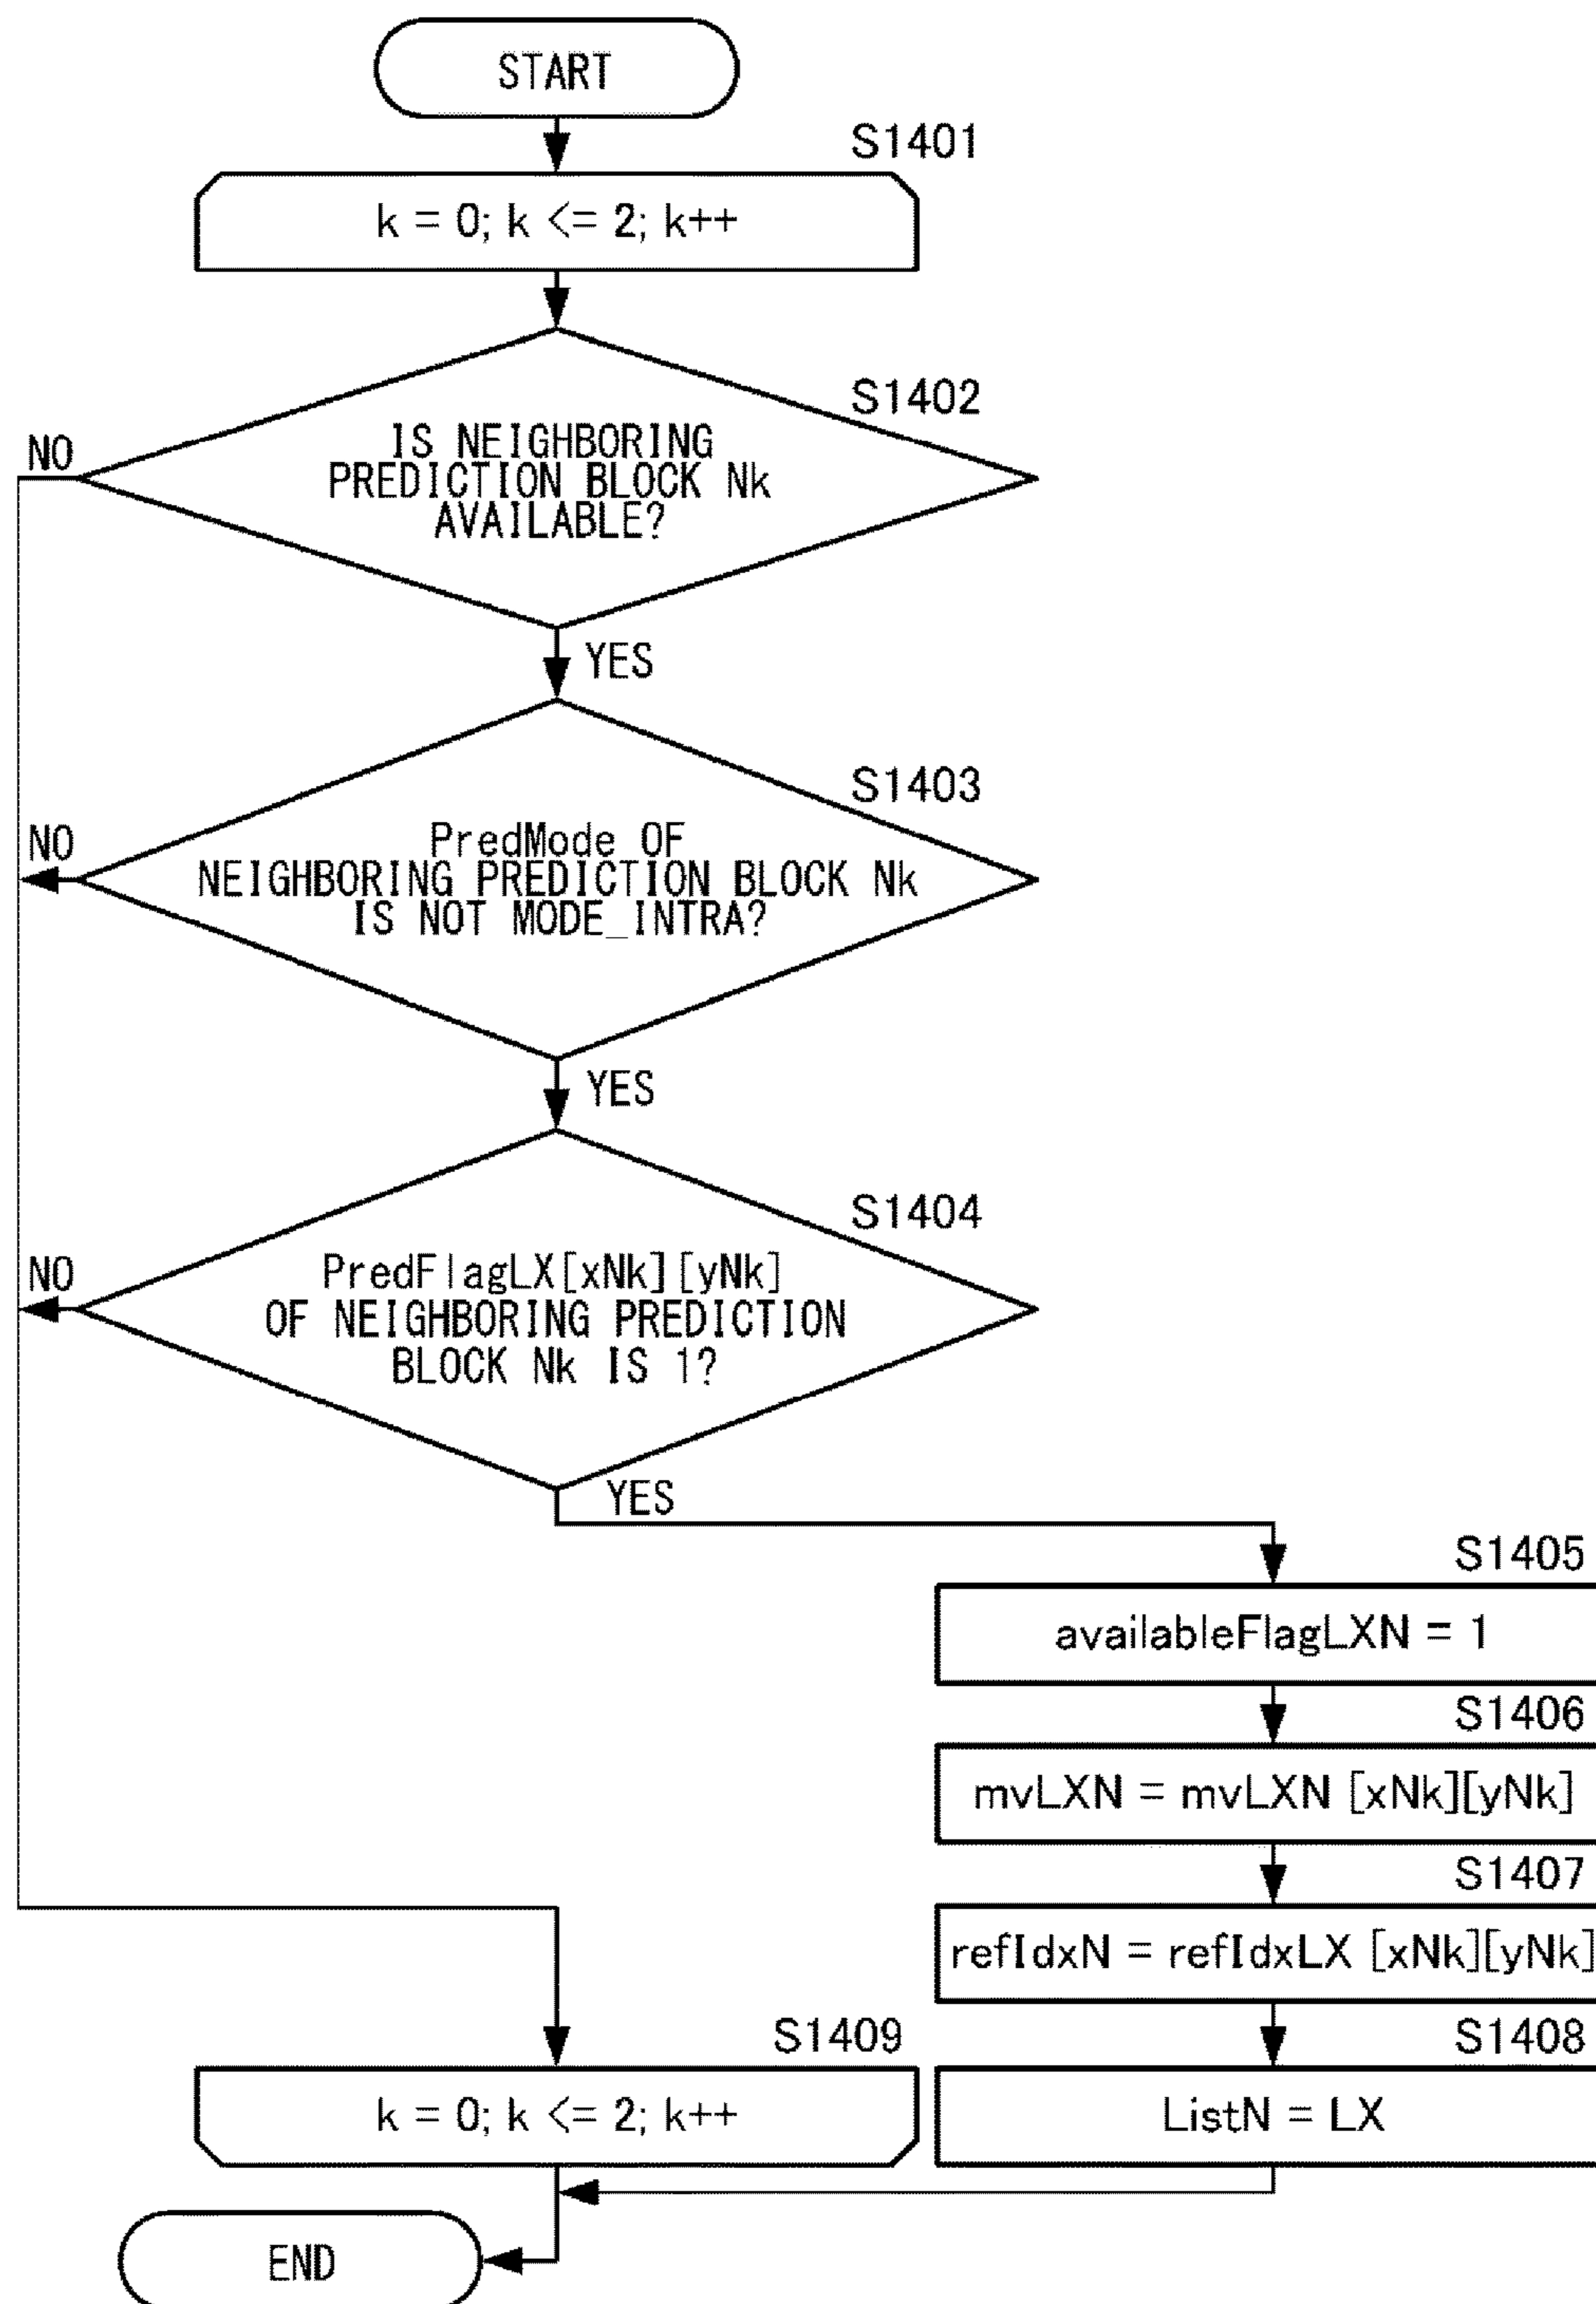 START
S1401
k = 0; k <= 2; k++
S1402
NO
IS NEIGHBORING
PREDICTION BLOCK Nk
AVAILABLE?
YES
S1403
NO
PredMode OF
NEIGHBORING PREDICTION BLOCK Nk
IS NOT MODE_INTRA?
YES
S1404
NO
PredFlagLX[xNk][yNk]
OF NEIGHBORING PREDICTION
BLOCK Nk IS 1?
YES
S1405
availableFlagLXN = 1
S1406
mvLXN = mvLXN [xNk][yNk]
S1407
refIdxN = refIdxLX [xNk][yNk]
S1409
k = 0; k <= 2; k++
S1408
ListN = LX
END